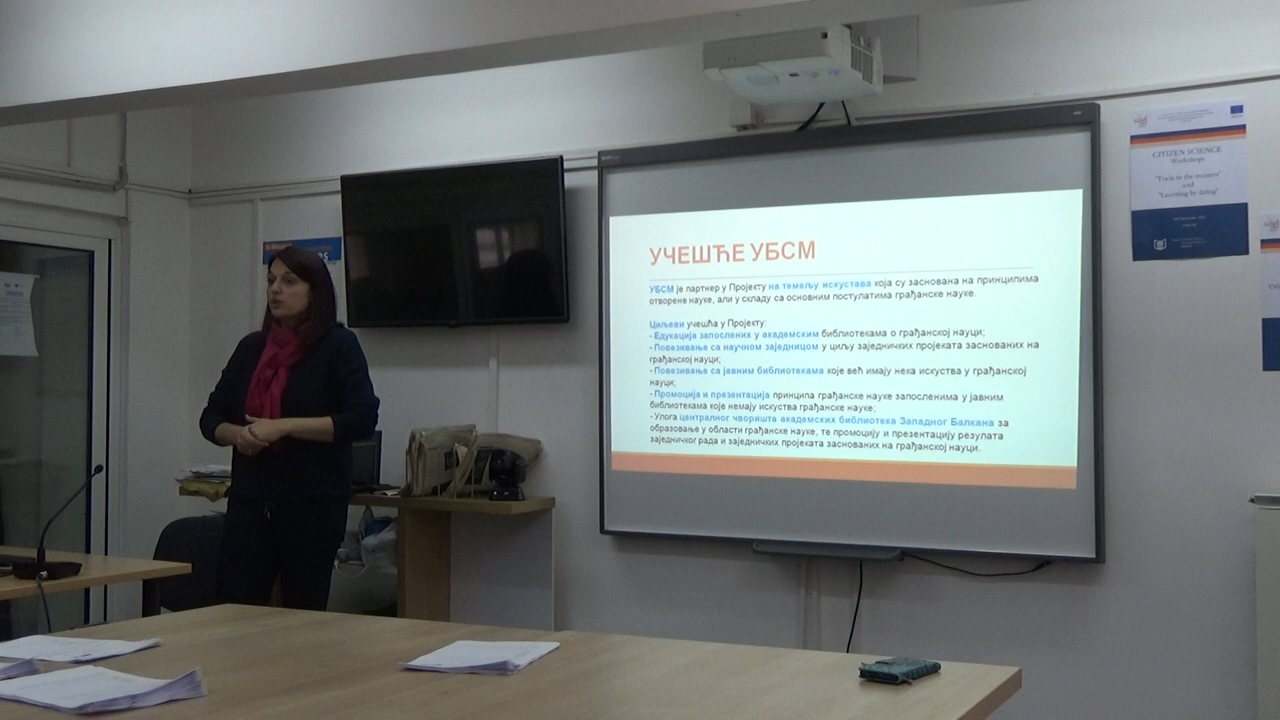 УЧЕШЋЕ УБСМ
УБСМ је партнер у Пројекту на темељу искустава која су заснована на принципима
отворене науке, али у складу са основним поступатима грађанске науке.
Циљеви учешћа у Пројекту:
- Едукација запослених у академским библиотекама о грађанској науци;
- Повезивање са научном заједницом у циљу заједничких пројеката заснованих на
грађанској науци;
- Повезивање са јавним библиотекама које већ имају нека искуства у грађанској
науци;
- Промоција и презентација принципа грађанске науке запосленима у јавним
библиотекама које немају искуства грађанске науке;
- Улога централног чворишта академских библиотека Западног Балкана за
образовање у области грађанске науке, те промоцију и презентацију резулата
заједничког рада и заједничких пројеката заснованих на грађанској науци.
CITIZEN SCIENCE
Workshops
"Train to the trainers"
and
"Learning by doing"